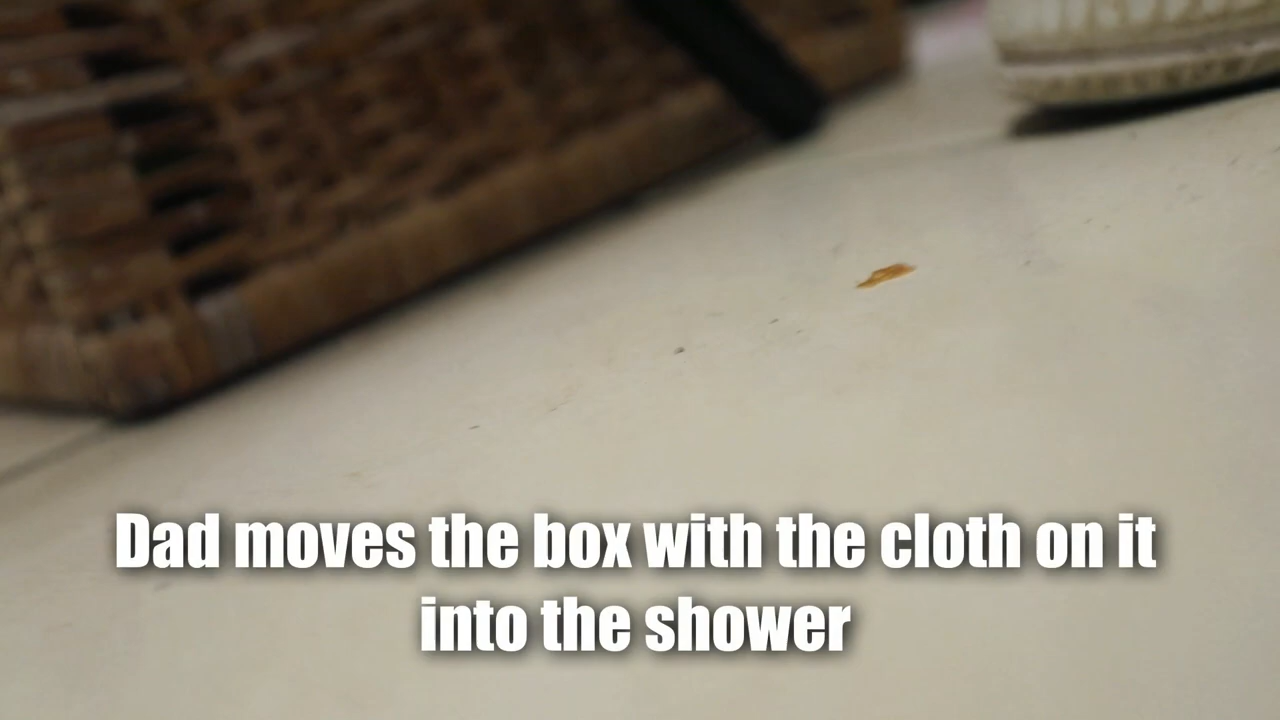 Dad moves the box with the cloth on it
into the shower